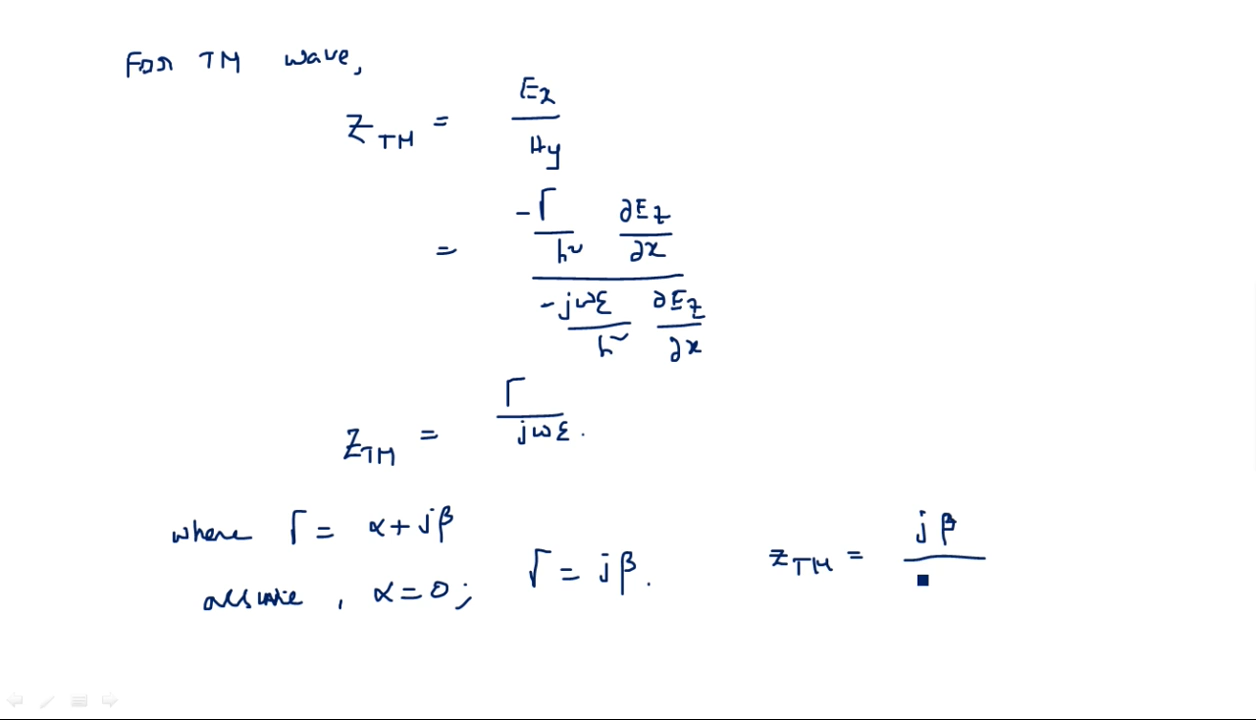 For TM wave,
Z_TM = Ex / Hy
= (-Γ/h² ∂Ez/∂x) / (-jωε/h² ∂Ez/∂x)
Z_TM = Γ / jωε.
where Γ = α+jβ
assume, α=0; Γ = jβ. Z_TM = jβ /